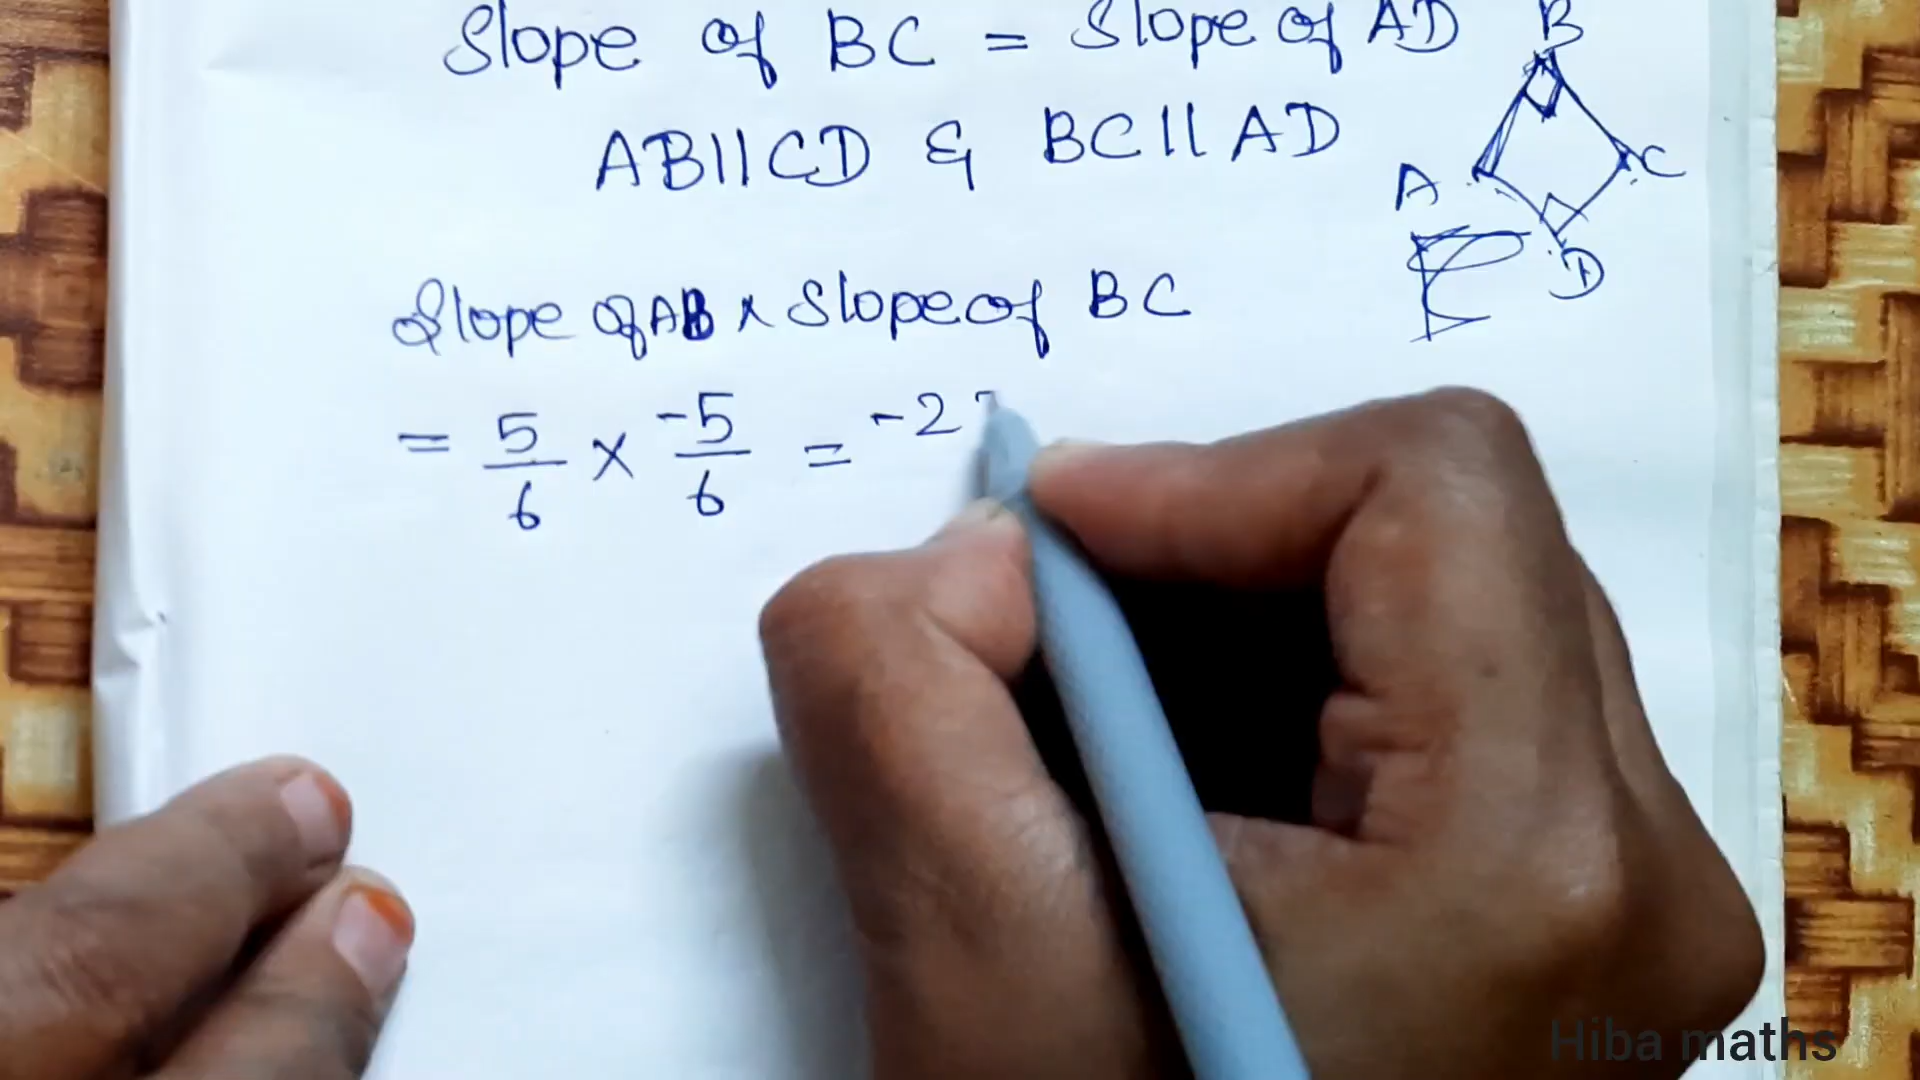 Slope of BC = Slope of AD
AB||CD & BC||AD
B
A
C
D
Slope of AB x Slope of BC
= 5/6 × -5/6 = -2
Hiba maths